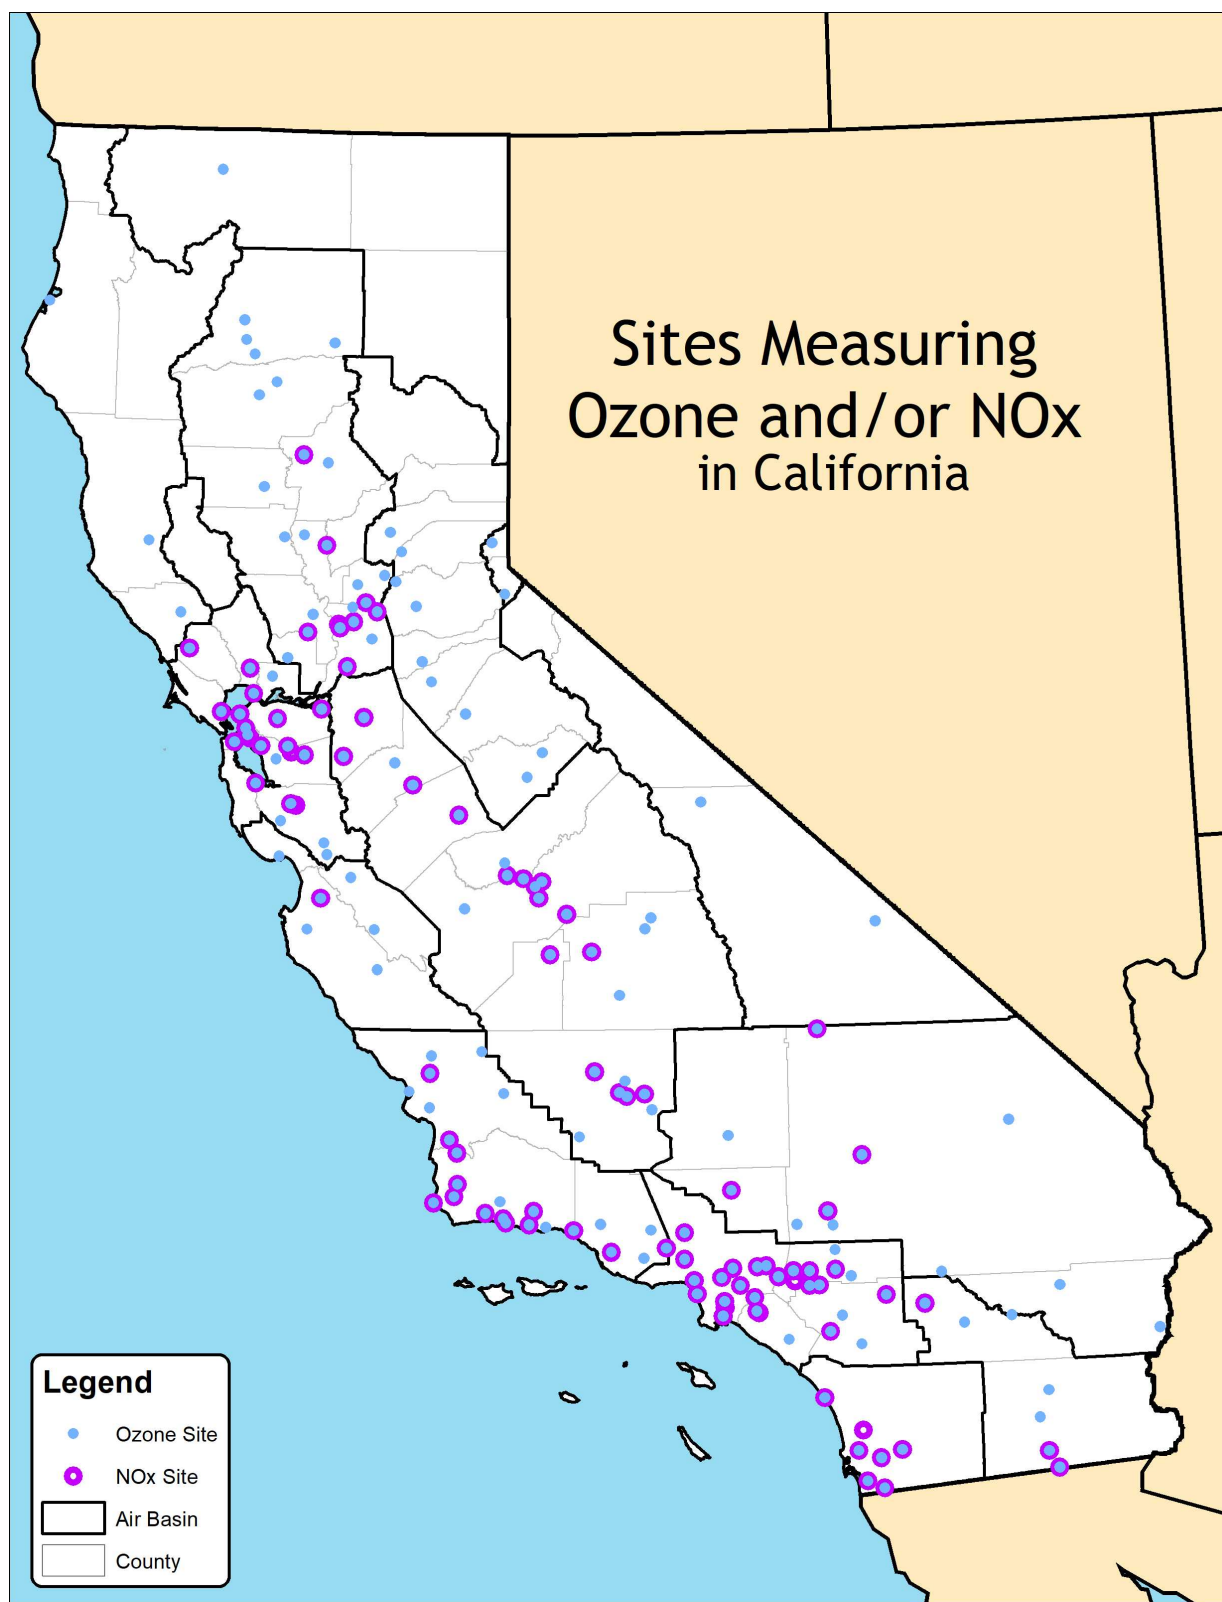 Sites Measuring
Ozone and/or NOx
in California
Legend
Ozone Site
NOx Site
Air Basin
County